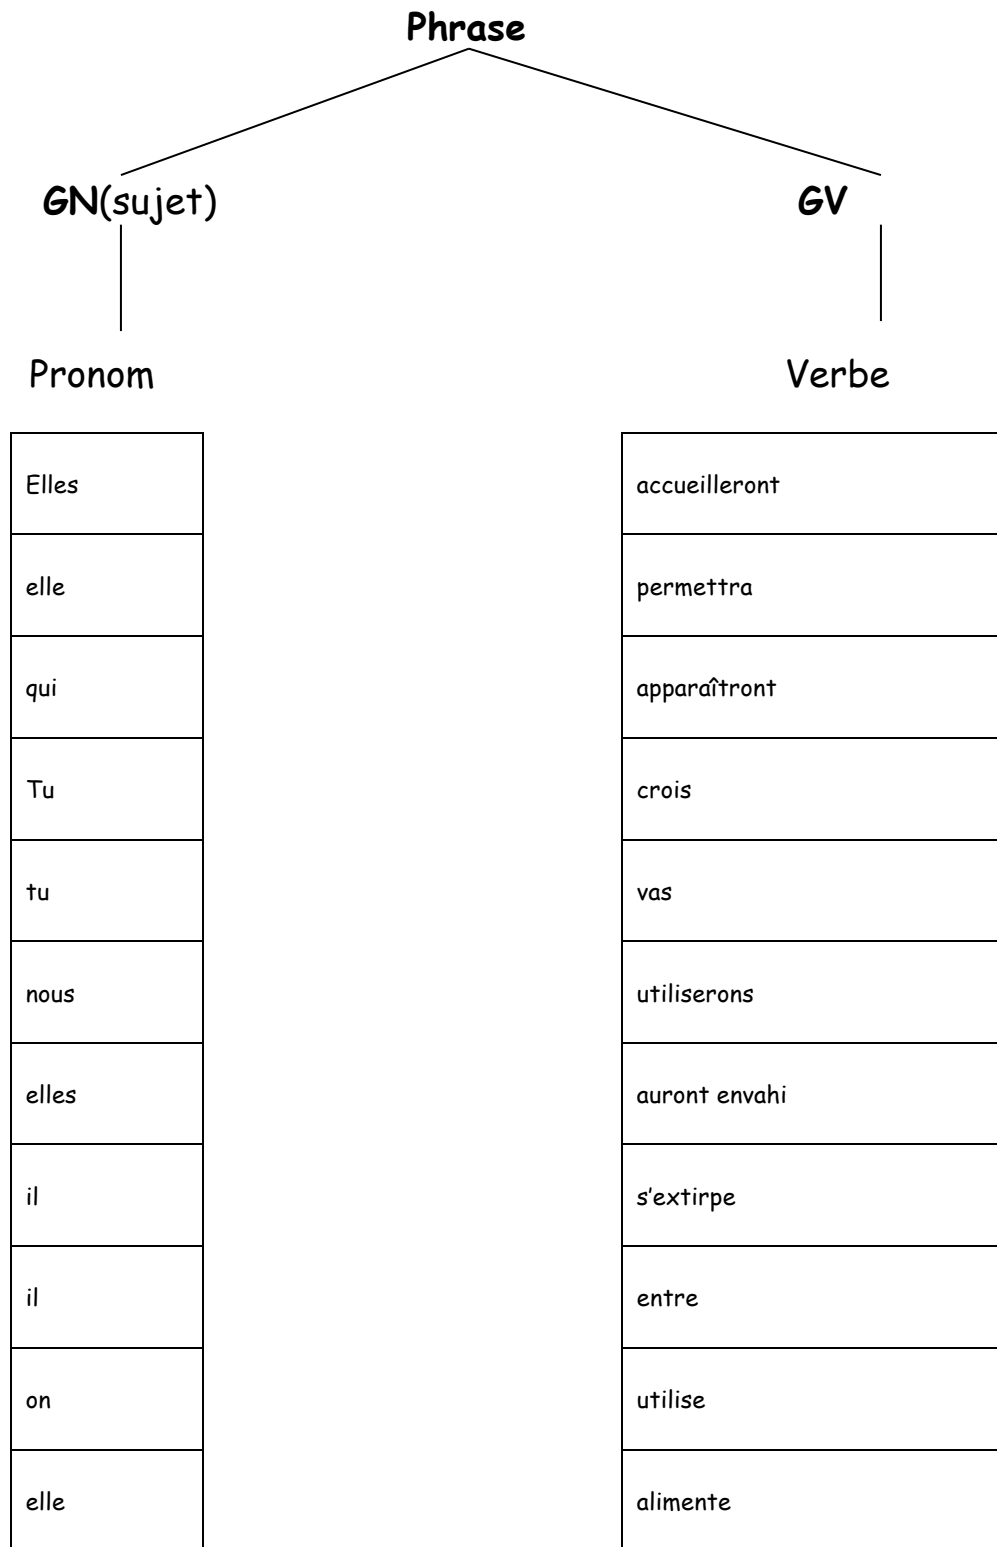 Phrase
GN(sujet) GV
Pronom Verbe
Elles accueilleront
elle permettra
qui apparaîtront
Tu crois
tu vas
nous utiliserons
elles auront envahi
il s'extirpe
il entre
on utilise
elle alimente